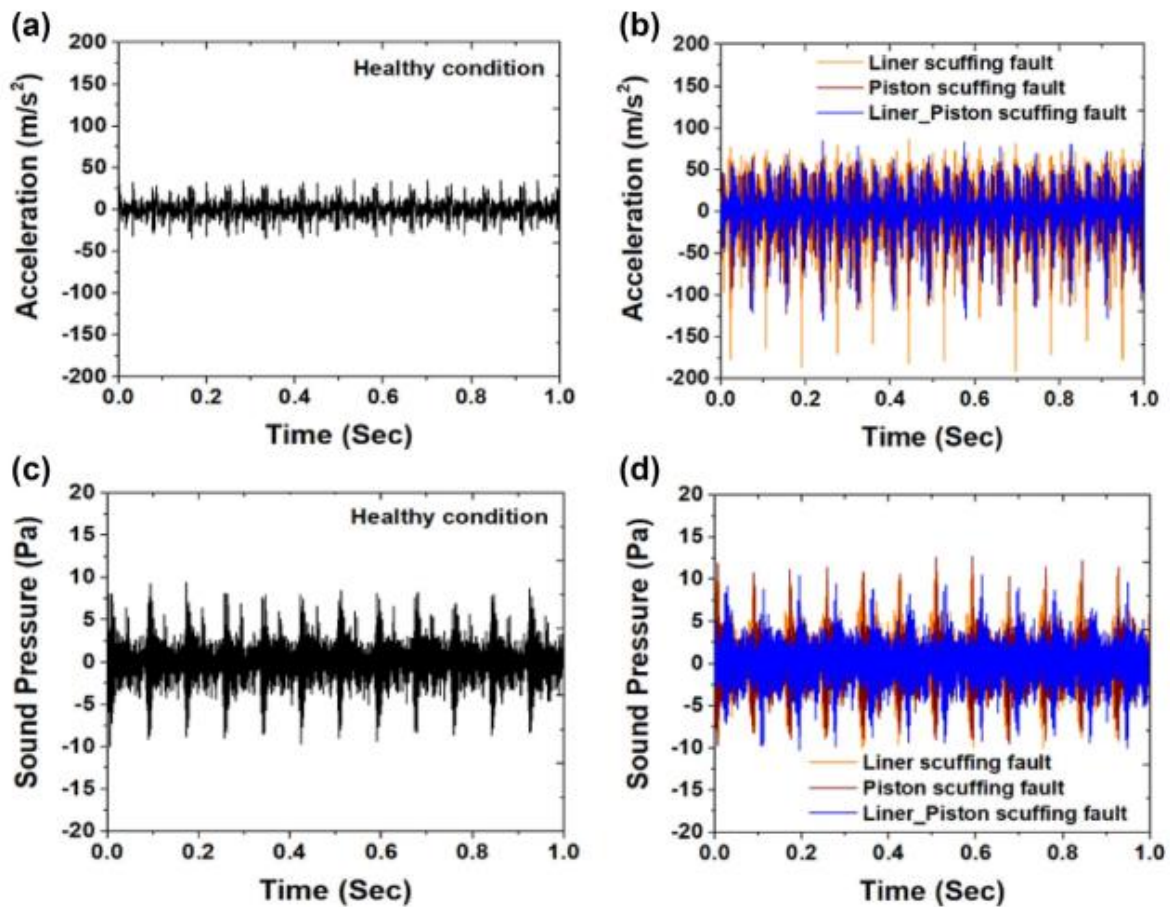 (a)
200
150
100
50
0
-50
-100
-150
-200
Acceleration (m/s²)
Healthy condition
0.0 0.2 0.4 0.6 0.8 1.0
Time (Sec)
(b)
200
150
100
50
0
-50
-100
-150
-200
Acceleration (m/s²)
Liner scuffing fault
Piston scuffing fault
Liner_Piston scuffing fault
0.0 0.2 0.4 0.6 0.8 1.0
Time (Sec)
(c)
20
15
10
5
0
-5
-10
-15
-20
Sound Pressure (Pa)
Healthy condition
0.0 0.2 0.4 0.6 0.8 1.0
Time (Sec)
(d)
20
15
10
5
0
-5
-10
-15
-20
Sound Pressure (Pa)
Liner scuffing fault
Piston scuffing fault
Liner_Piston scuffing fault
0.0 0.2 0.4 0.6 0.8 1.0
Time (Sec)